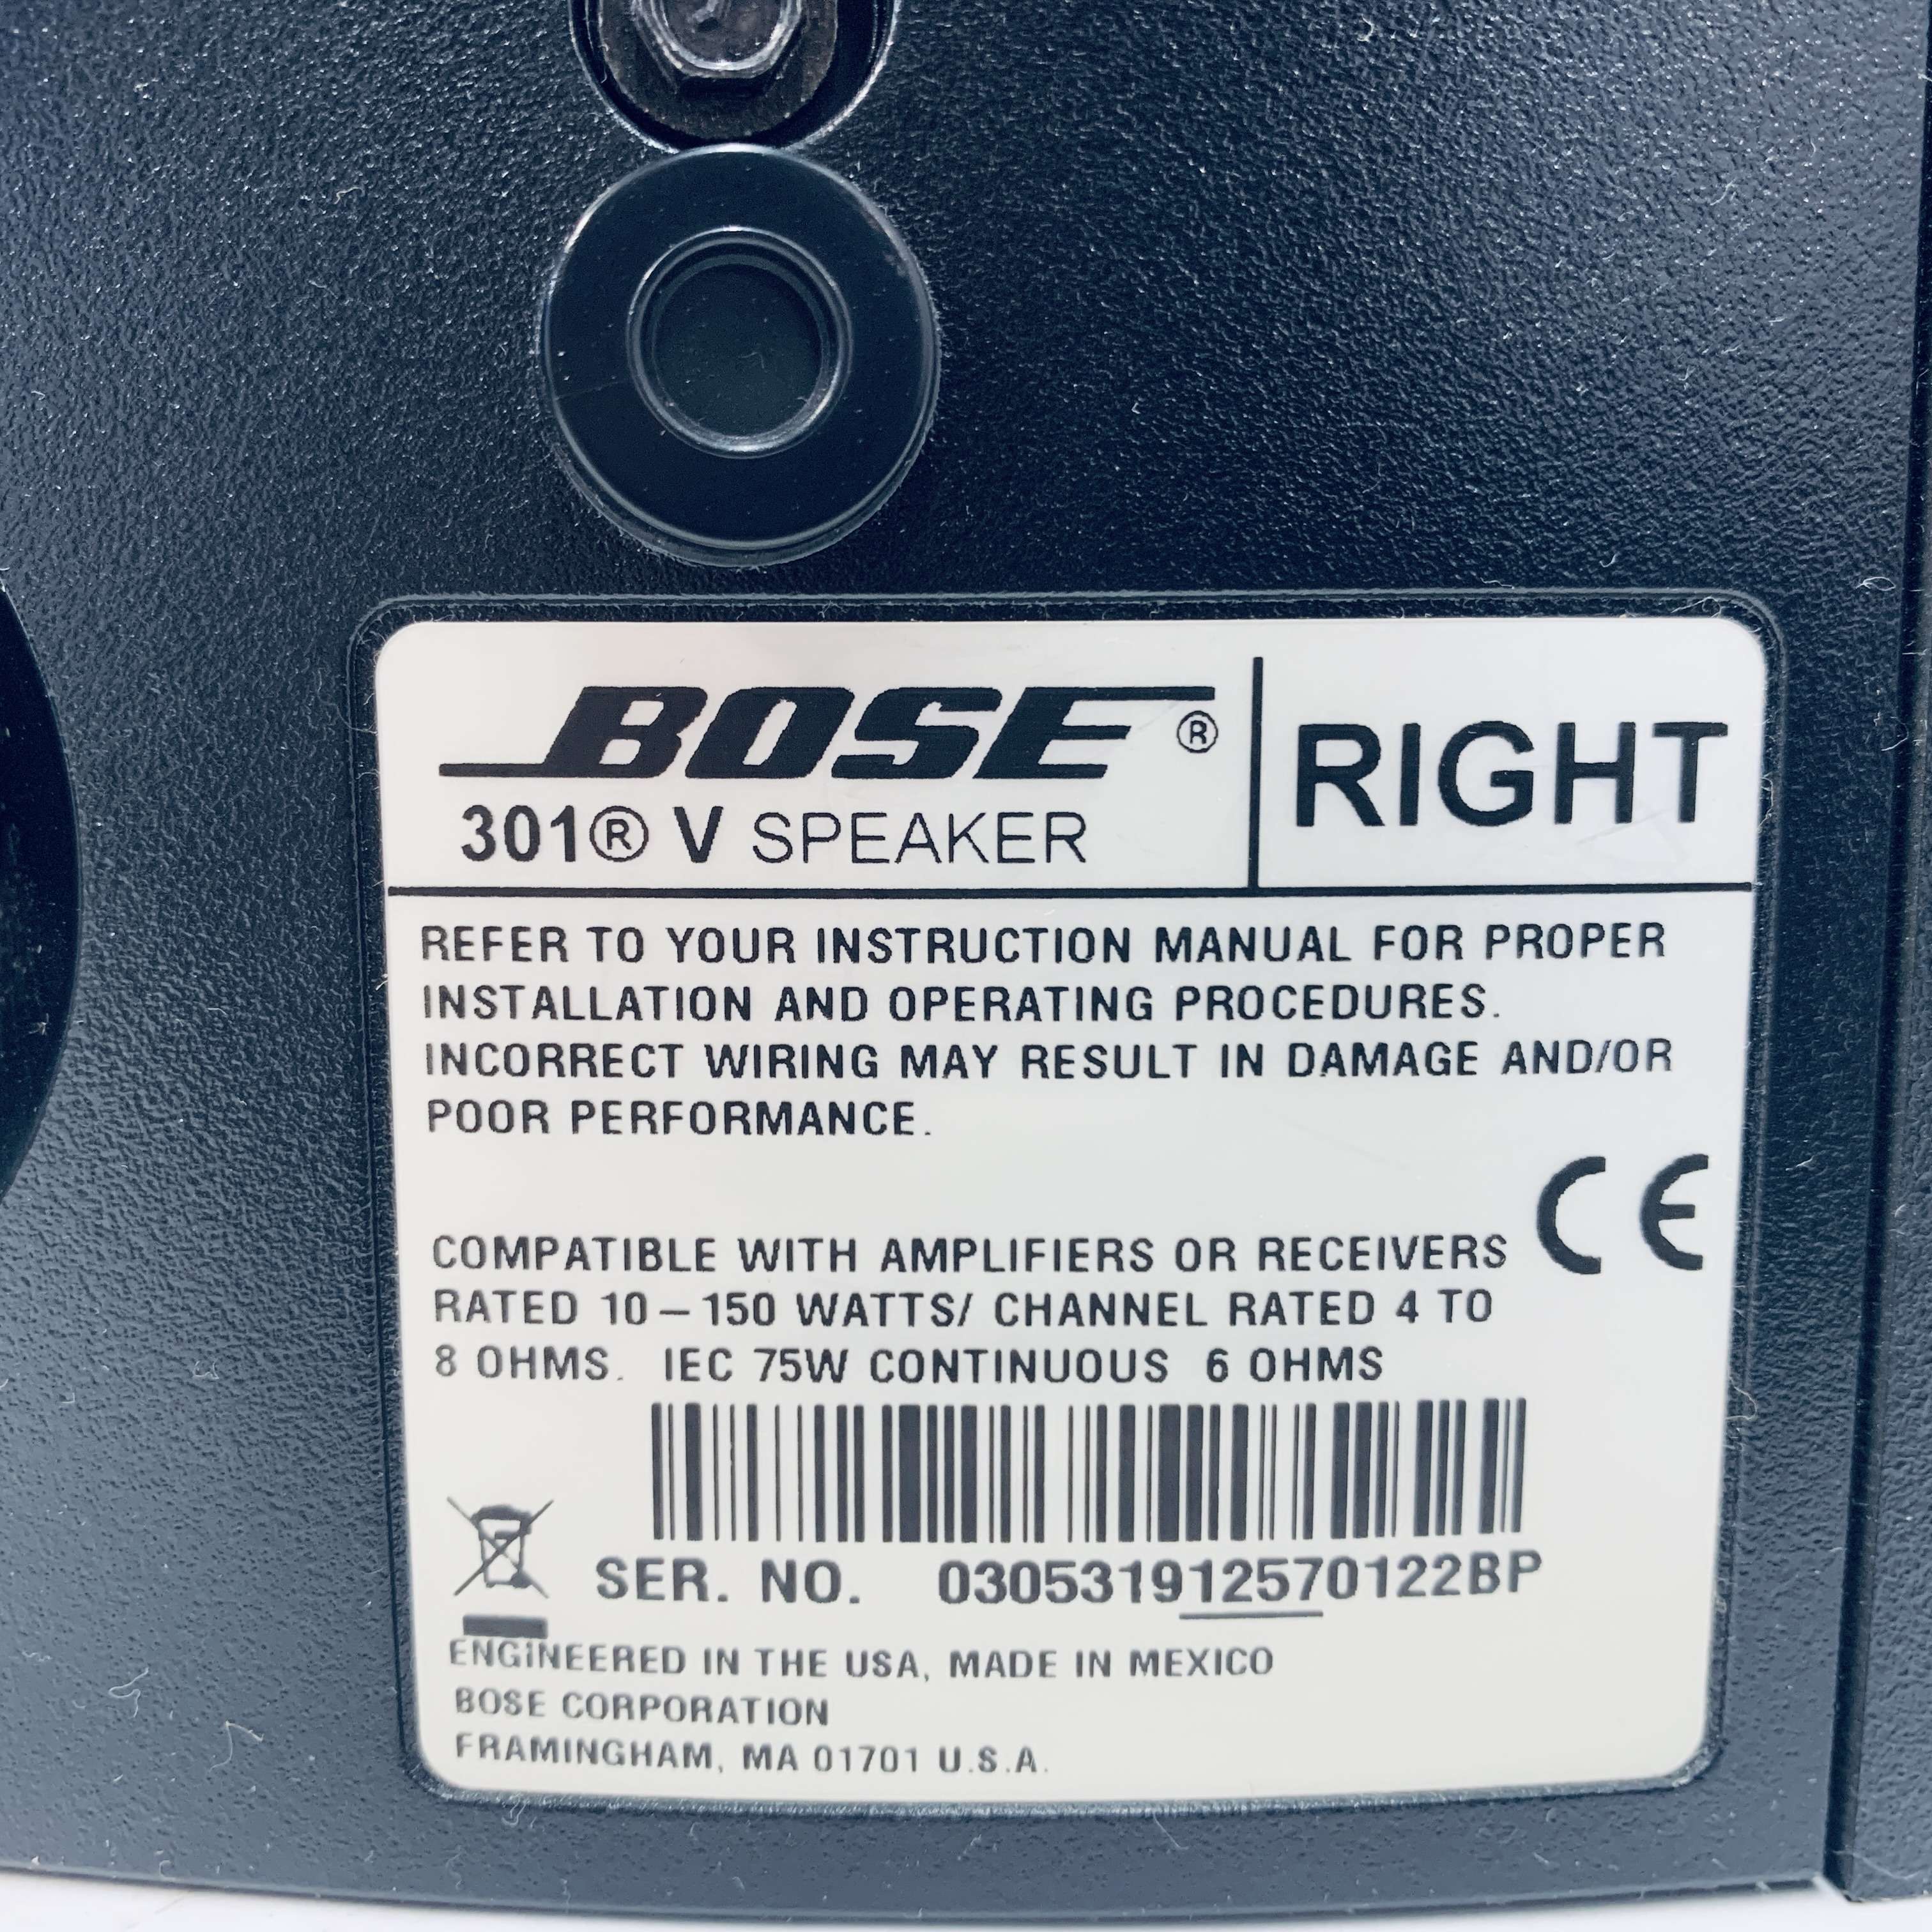 BOSE®
301® V SPEAKER
RIGHT
REFER TO YOUR INSTRUCTION MANUAL FOR PROPER
INSTALLATION AND OPERATING PROCEDURES.
INCORRECT WIRING MAY RESULT IN DAMAGE AND/OR
POOR PERFORMANCE.
CE
COMPATIBLE WITH AMPLIFIERS OR RECEIVERS
RATED 10 – 150 WATTS/ CHANNEL RATED 4 TO
8 OHMS. IEC 75W CONTINUOUS 6 OHMS
SER. NO. 030531912570122BP
ENGINEERED IN THE USA, MADE IN MEXICO
BOSE CORPORATION
FRAMINGHAM, MA 01701 U.S.A.